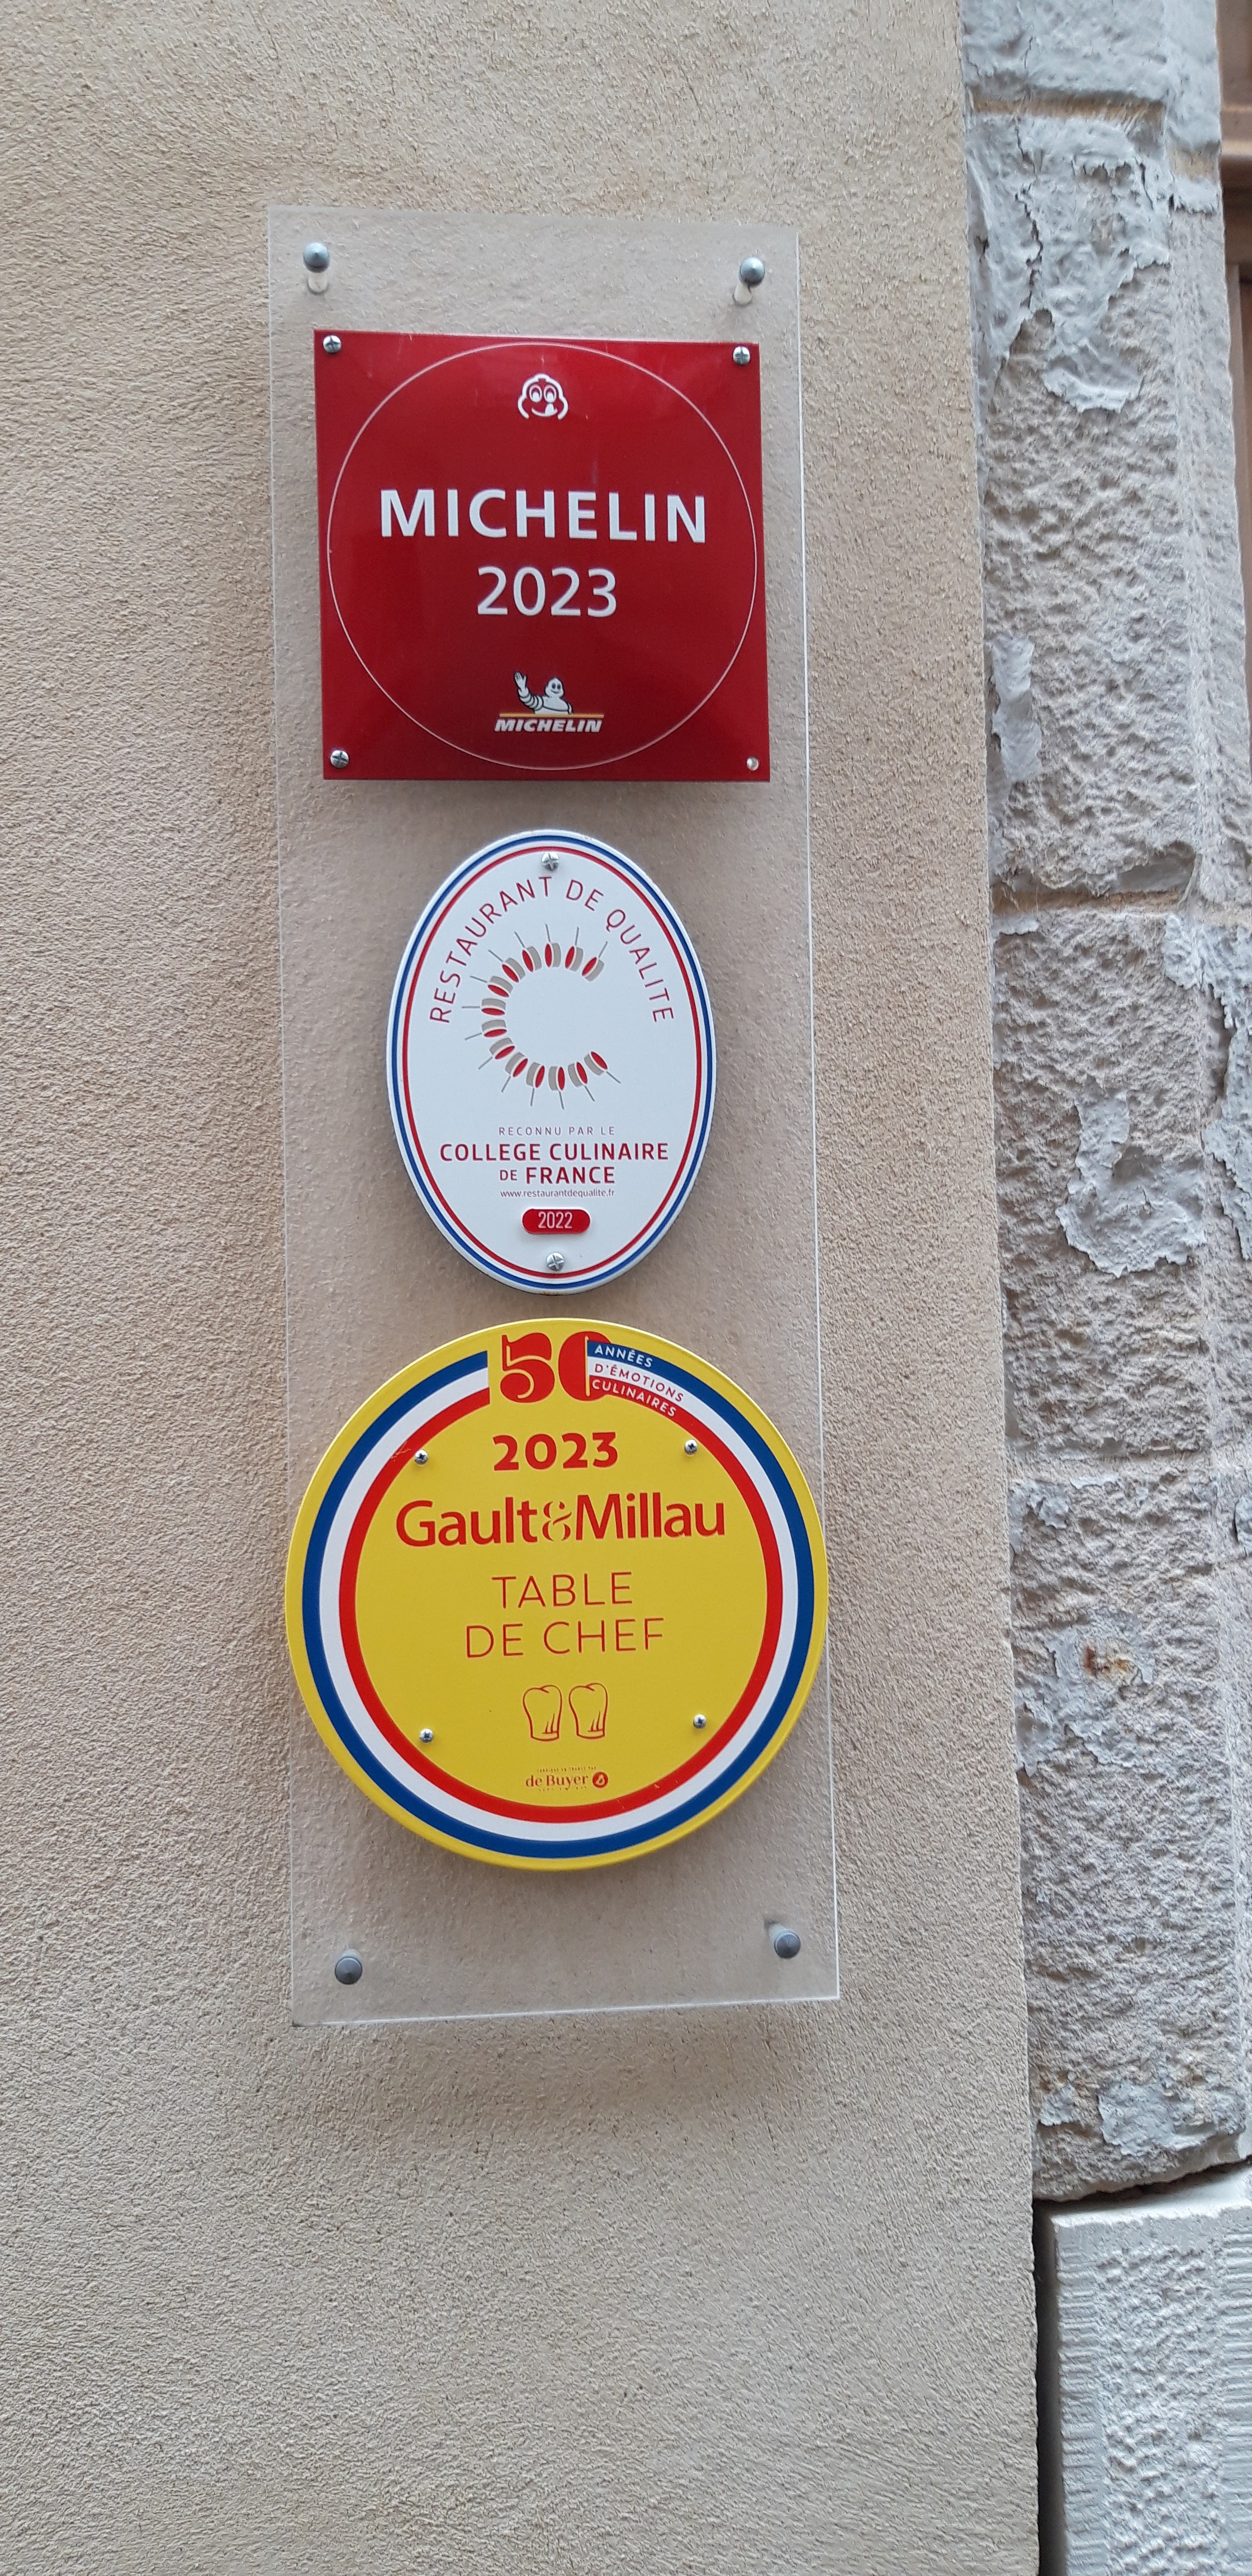 MICHELIN
2023
MICHELIN
RESTAURANT DE QUALITE
RECONNU PAR LE
COLLEGE CULINAIRE
DE FRANCE
www.restaurantdequalite.fr
2022
50 ANNÉES
D'ÉMOTIONS
CULINAIRES
2023
Gault&Millau
TABLE
DE CHEF
de Buyer